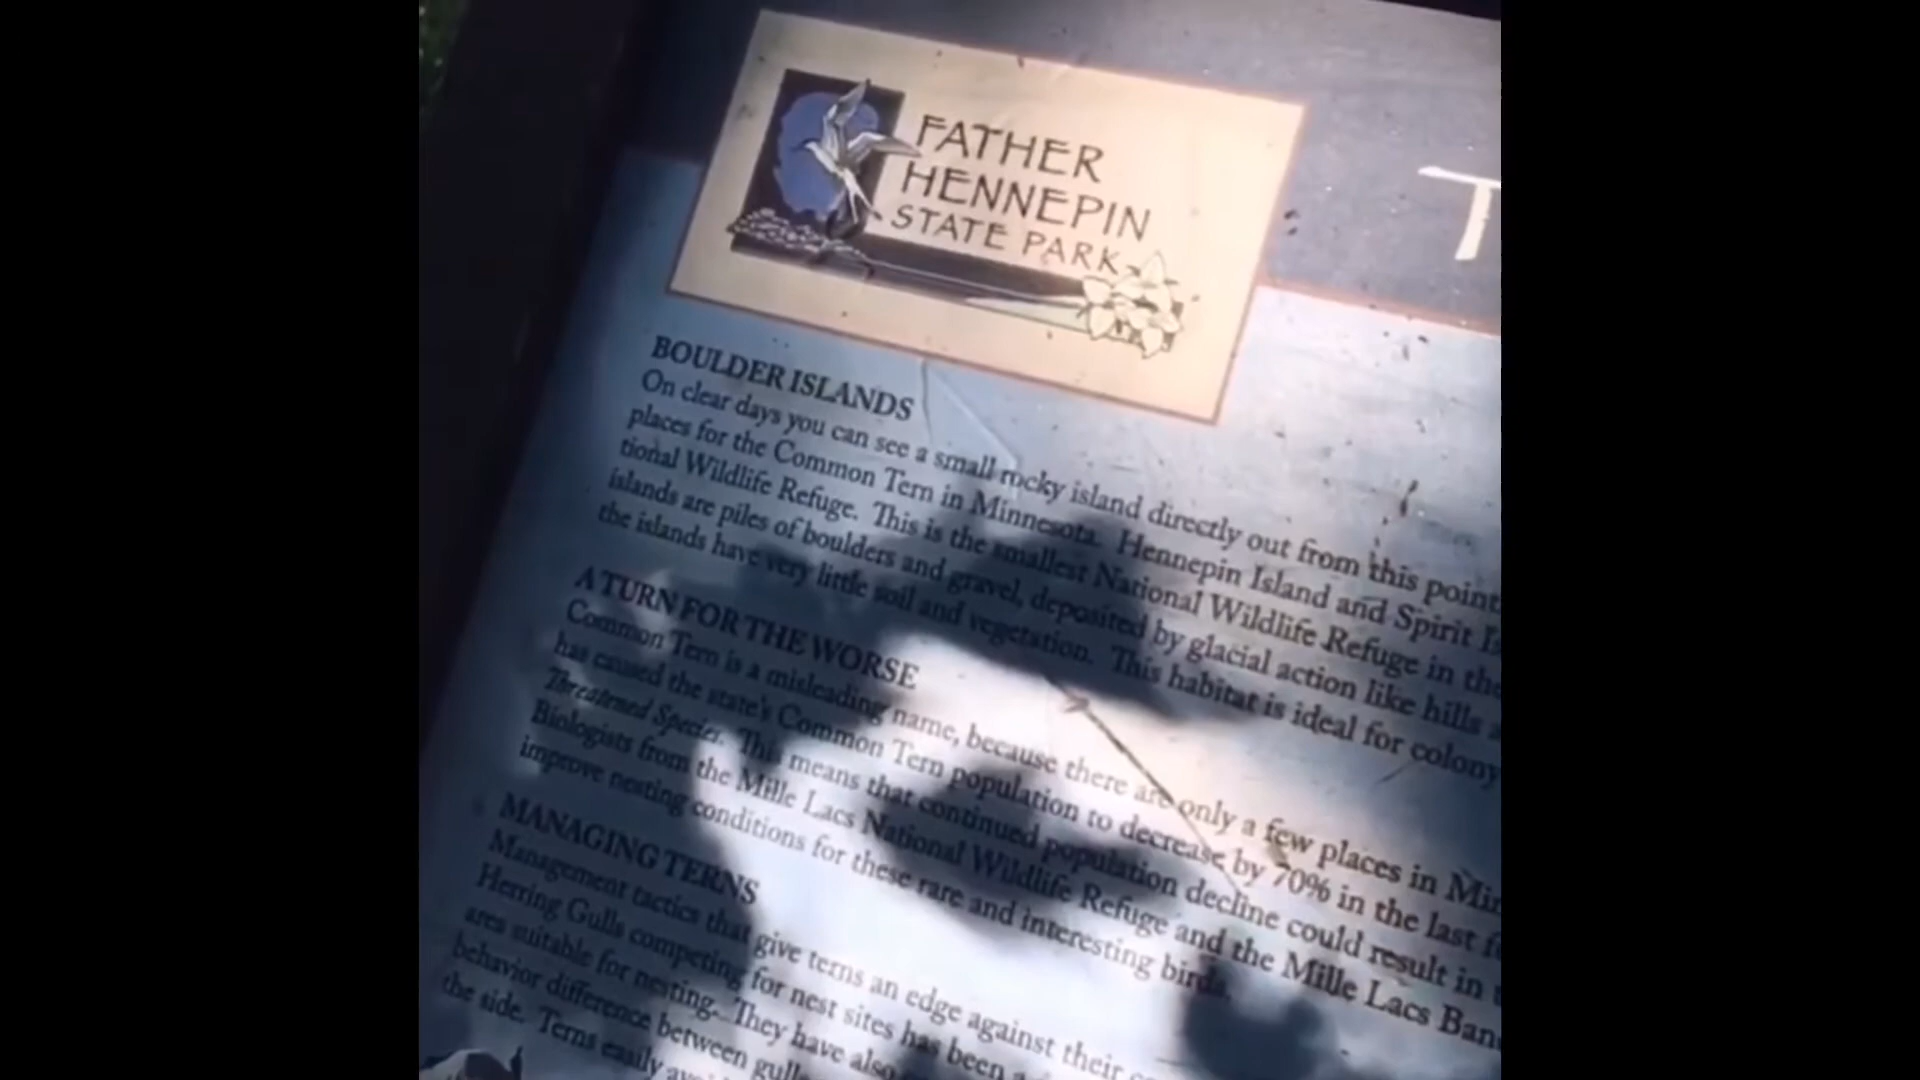 FATHER
HENNEPIN
STATE PARK
T
BOULDER ISLANDS
On clear days you can see a small rocky island directly out from this point.
places for the Common Tern in Minnesota. Hennepin Island and Spirit Is
tional Wildlife Refuge. This is the smallest National Wildlife Refuge in the
islands are piles of boulders and gravel, deposited by glacial action like hills a
the islands have very little soil and vegetation. This habitat is ideal for colony
A TURN FOR THE WORSE
Common Tern is a misleading name, because there are only a few places in Min
has caused the state's Common Tern population to decrease by 70% in the last f
Threatened Species. This means that continued population decline could result in
Biologists from the Mille Lacs National Wildlife Refuge and the Mille Lacs Ban
improve nesting conditions for these rare and interesting birds.
MANAGING TERNS
Management tactics that give terns an edge against their
Herring Gulls competing for nest sites has been
ares suitable for nesting. They have also
behavior difference between gulls
the side. Terns easily